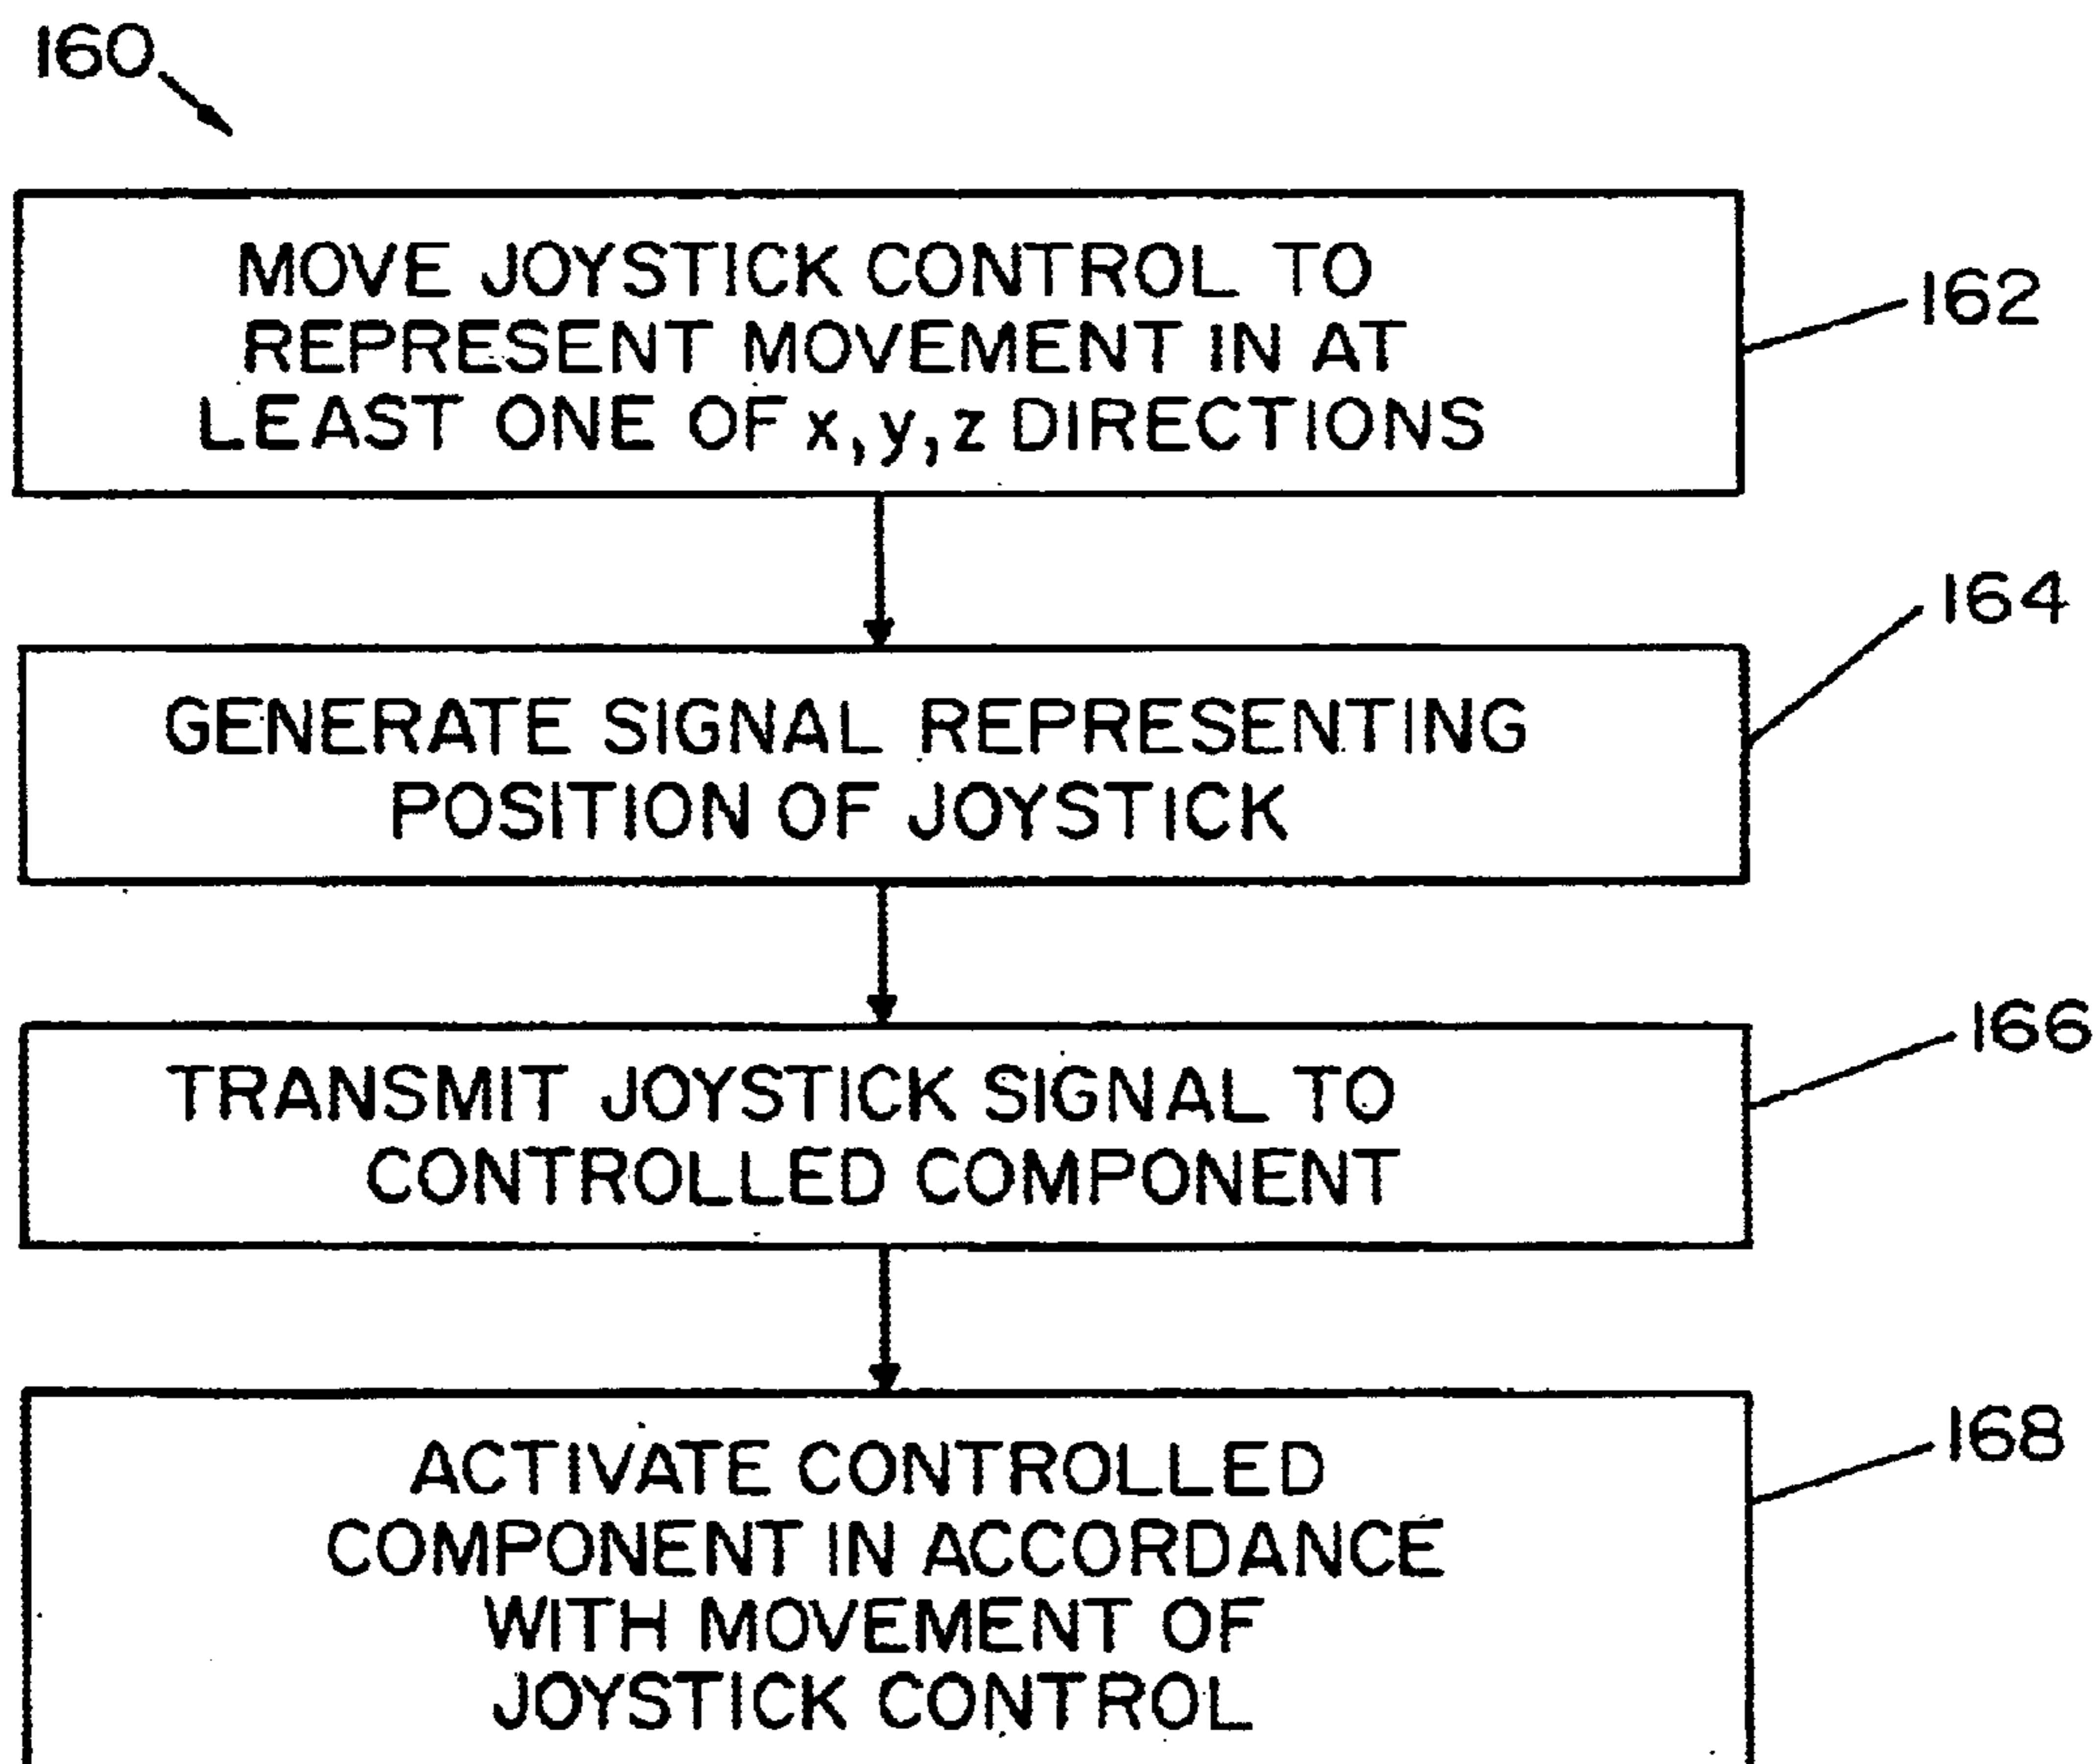 160
MOVE JOYSTICK CONTROL TO
REPRESENT MOVEMENT IN AT
LEAST ONE OF x,y,z DIRECTIONS
162
GENERATE SIGNAL REPRESENTING
POSITION OF JOYSTICK
164
TRANSMIT JOYSTICK SIGNAL TO
CONTROLLED COMPONENT
166
ACTIVATE CONTROLLED
COMPONENT IN ACCORDANCE
WITH MOVEMENT OF
JOYSTICK CONTROL
168